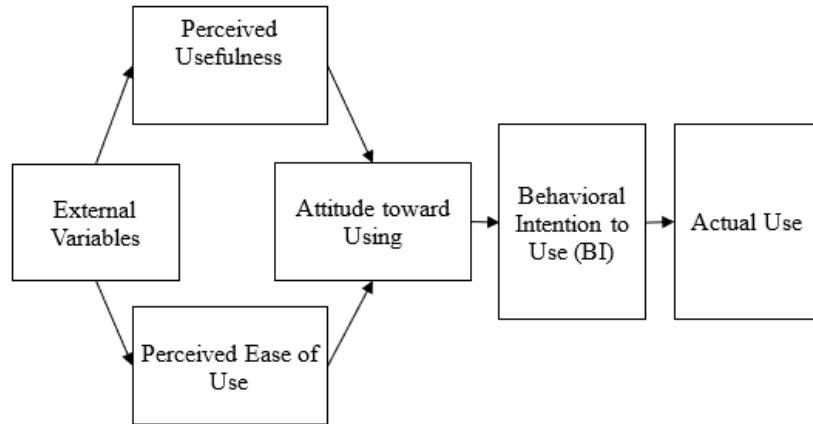 Perceived
Usefulness
External
Variables
Attitude toward
Using
Behavioral
Intention to
Use (BI)
Actual Use
Perceived Ease of
Use